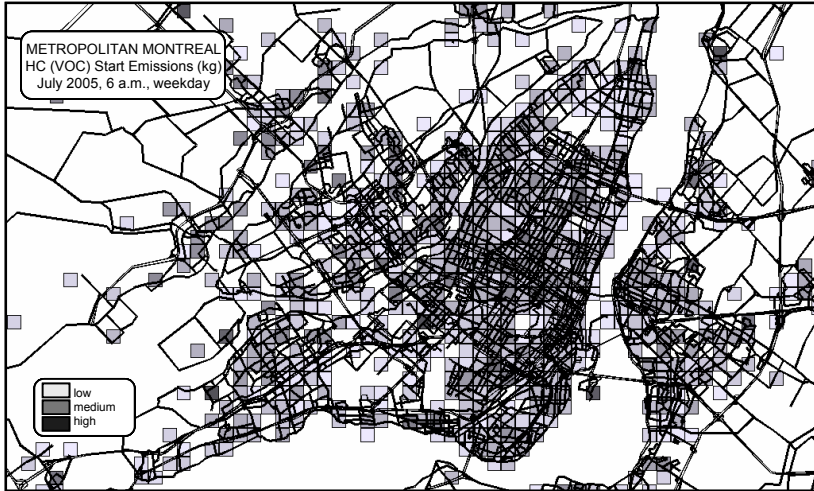 METROPOLITAN MONTREAL
HC (VOC) Start Emissions (kg)
July 2005, 6 a.m., weekday
low
medium
high